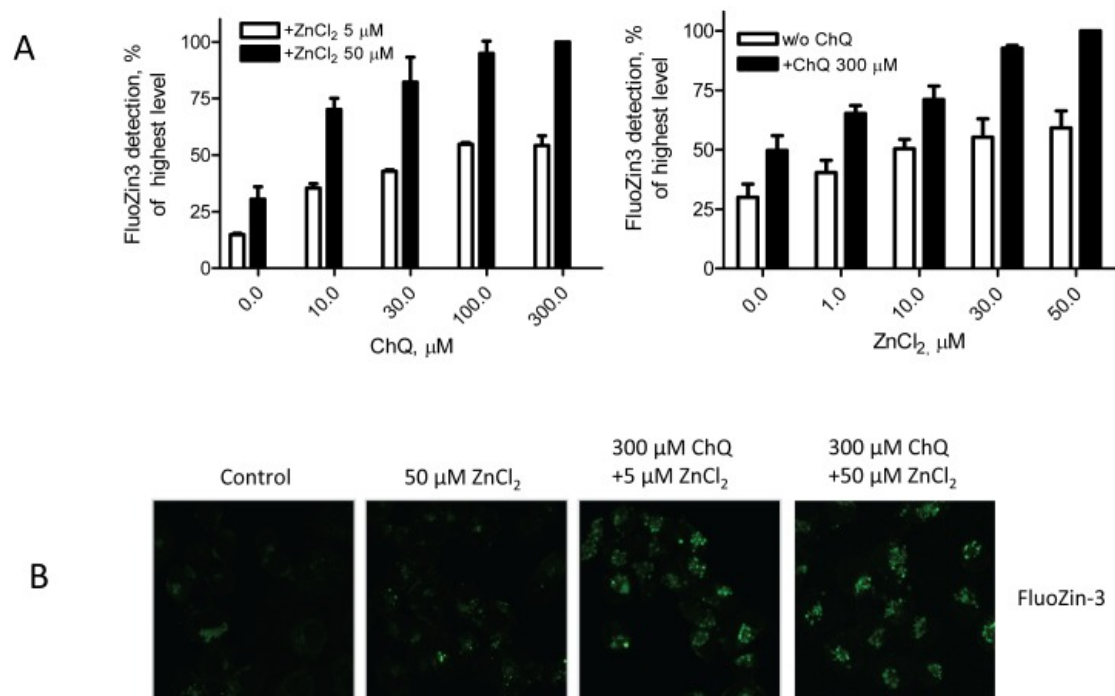 A
FluoZin3 detection, %
of highest level
100
75
50
25
0
+ZnCl₂ 5 µM
+ZnCl₂ 50 µM
0.0
10.0
30.0
100.0
300.0
ChQ, µM
FluoZin3 detection, %
of highest level
100
75
50
25
0
w/o ChQ
+ChQ 300 µM
0.0
1.0
10.0
30.0
50.0
ZnCl₂, µM
B
Control
50 µM ZnCl₂
300 µM ChQ
+5 µM ZnCl₂
300 µM ChQ
+50 µM ZnCl₂
FluoZin-3